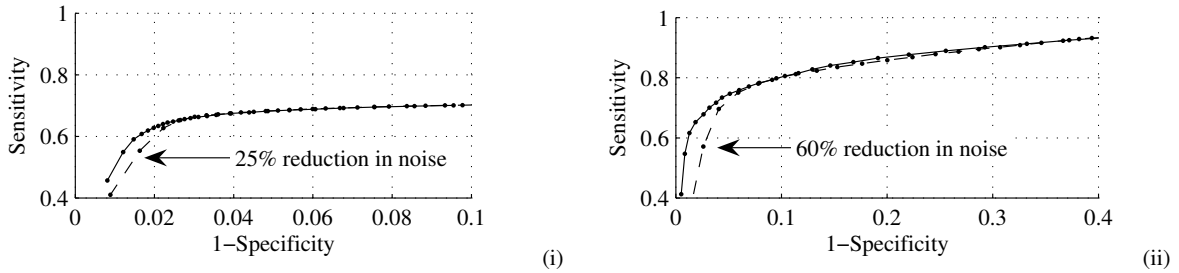 1
0.8
0.6
0.4
Sensitivity
25% reduction in noise
0 0.02 0.04 0.06 0.08 0.1
1−Specificity
(i)
1
0.8
0.6
0.4
Sensitivity
60% reduction in noise
0 0.1 0.2 0.3 0.4
1−Specificity
(ii)